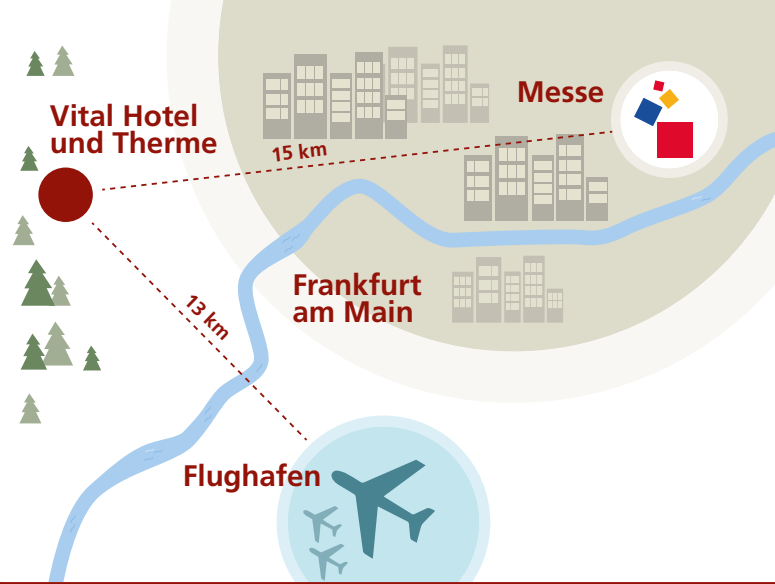 Messe
Vital Hotel
und Therme
15 km
Frankfurt
am Main
13 km
Flughafen